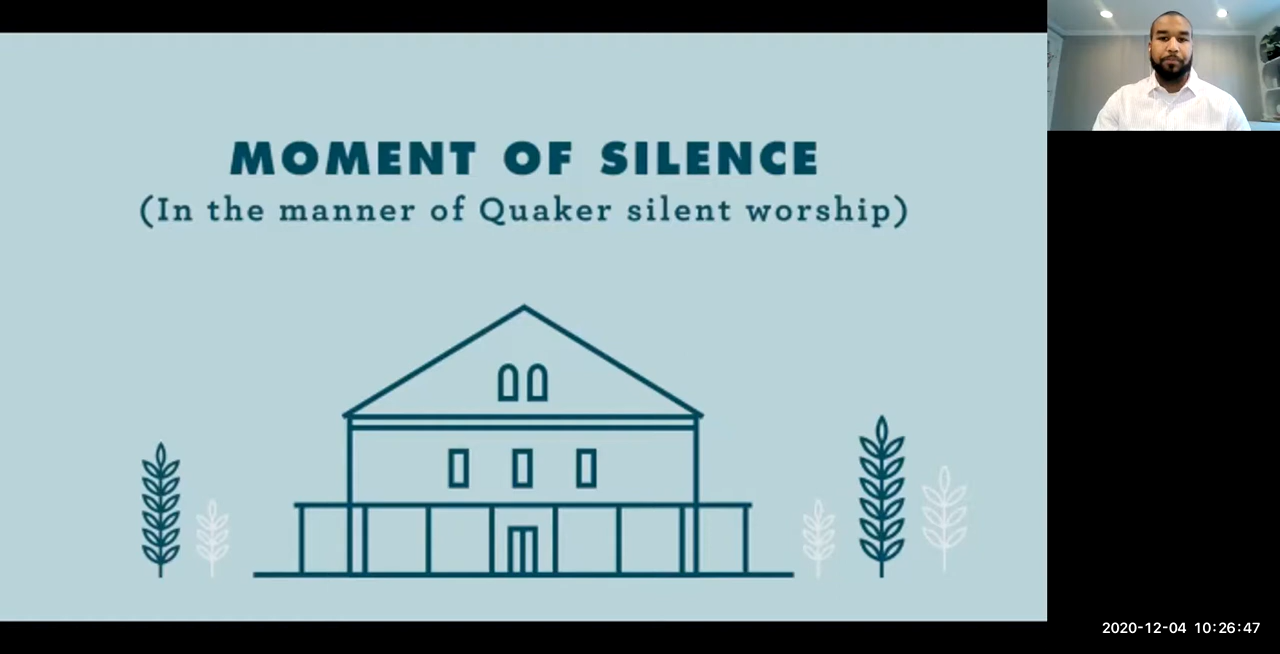 MOMENT OF SILENCE
(In the manner of Quaker silent worship)
2020-12-04 10:26:47